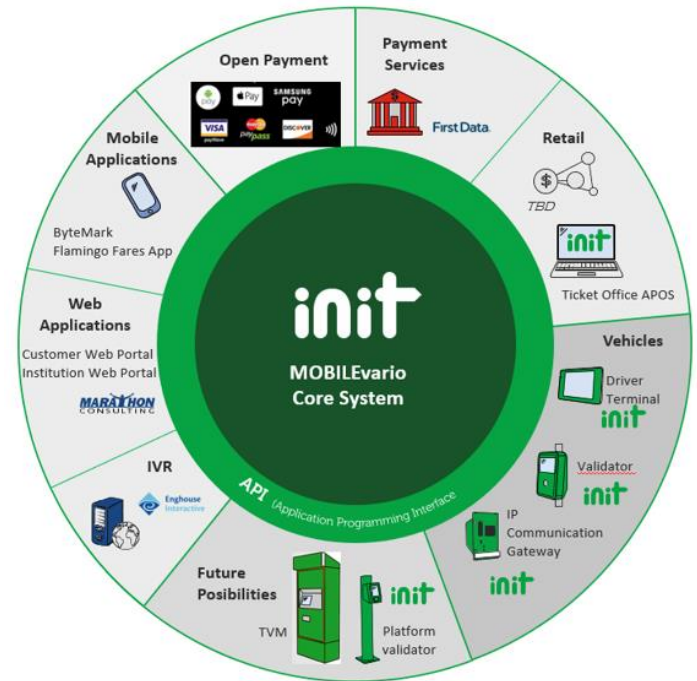 Open Payment
pay
Pay
SAMSUNG
pay
VISA
payWave
MasterCard
paypass
DISCOVER
Payment
Services
$
First Data.
Retail
$
TBD
init
Ticket Office APOS
Vehicles
Driver
Terminal
init
Validator
init
IP
Communication
Gateway
init
Future
Posibilities
TVM
init
Platform
validator
IVR
Enghouse
Interactive
Web
Applications
Customer Web Portal
Institution Web Portal
MARATHON
CONSULTING
Mobile
Applications
ByteMark
Flamingo Fares App
init
MOBILEvario
Core System
API (Application Programming Interface